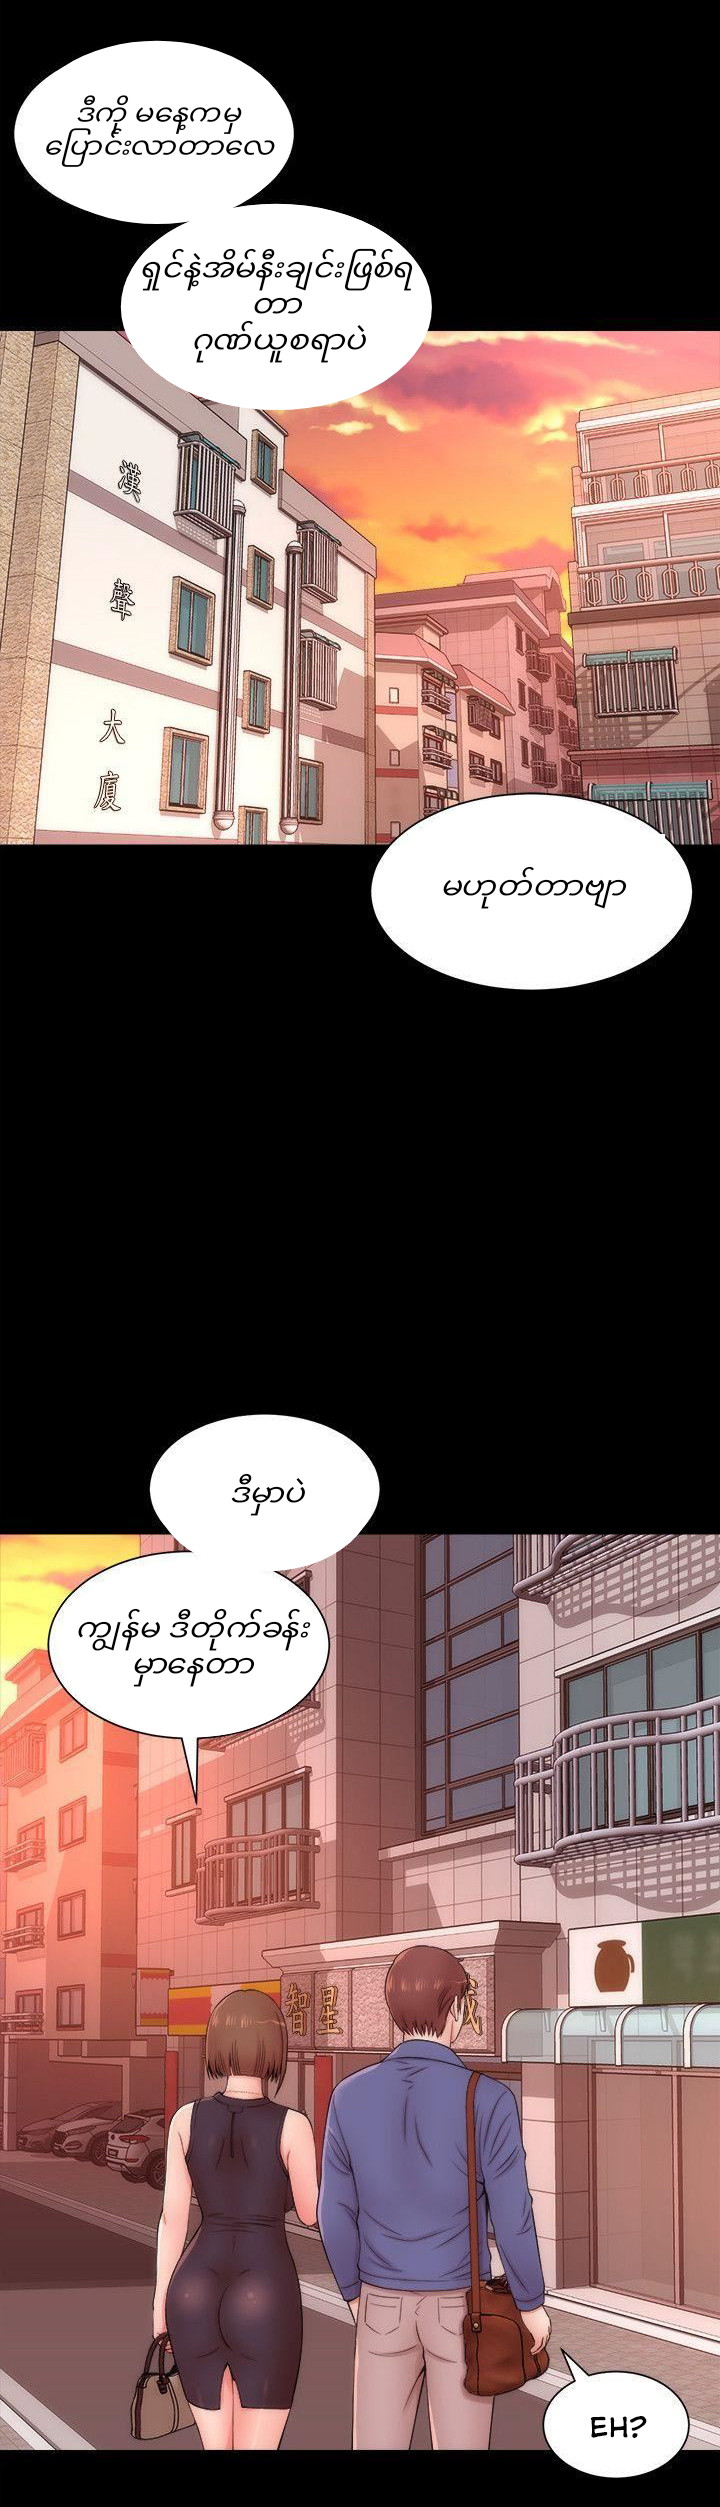 ဒီကို မနေ့ကမှ
ပြောင်းလာတာလေ
ရှင်နဲ့အိမ်နီးချင်းဖြစ်ရ
တာ
ဂုဏ်ယူစရာပဲ
漢
聲
大
廈
မဟုတ်တာဗျာ
ဒီမှာပဲ
ကျွန်မ ဒီတိုက်ခန်း
မှာနေတာ
智星
EH?